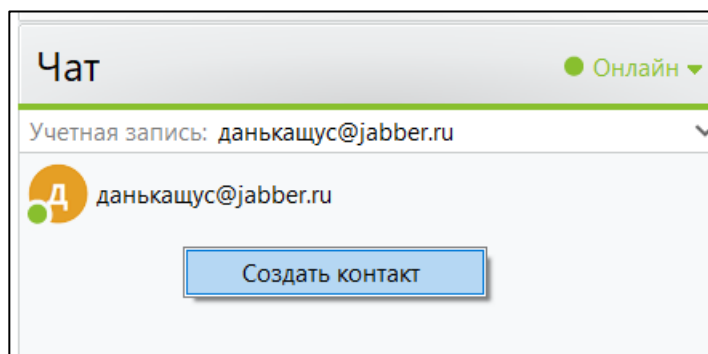 Чат
Онлайн
Учетная запись: данькащус@jabber.ru
Д
данькащус@jabber.ru
Создать контакт